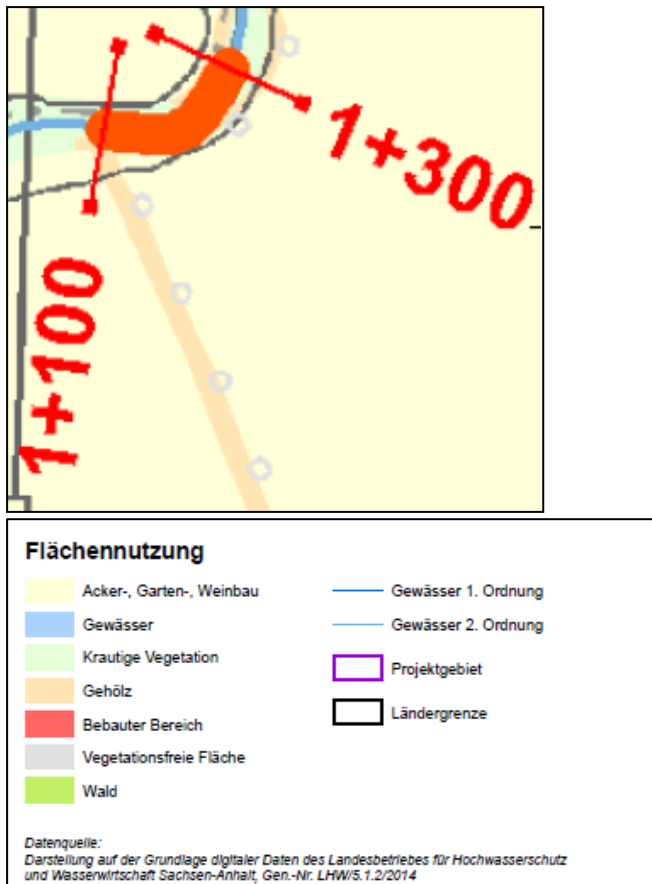 1+300
1+100
Flächennutzung
Acker-, Garten-, Weinbau
Gewässer
Krautige Vegetation
Gehölz
Bebauter Bereich
Vegetationsfreie Fläche
Wald
Gewässer 1. Ordnung
Gewässer 2. Ordnung
Projektgebiet
Ländergrenze
Datenquelle:
Darstellung auf der Grundlage digitaler Daten des Landesbetriebes für Hochwasserschutz
und Wasserwirtschaft Sachsen-Anhalt, Gen.-Nr. LHW/5.1.2/2014